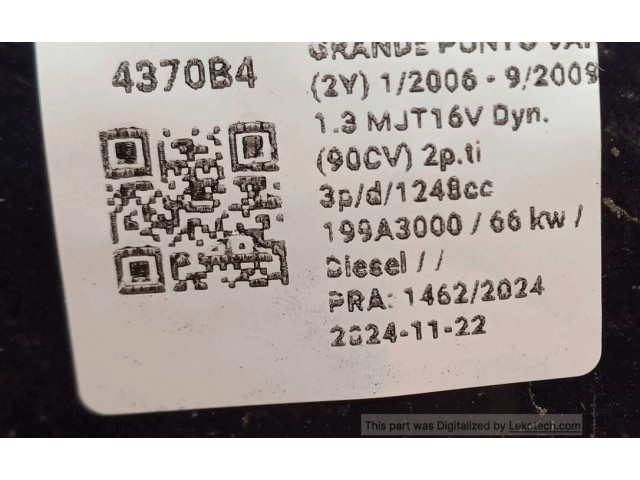 4370B4
GRANDE PUNTO VAN
(2Y) 1/2006 - 9/2009
1.3 MJT16V Dyn.
(90CV) 2p.ti
3p/d/1248cc
199A3000 / 66 kw /
Diesel / /
PRA: 1462/2024
2024-11-22
This part was Digitalized by Lekotech.com